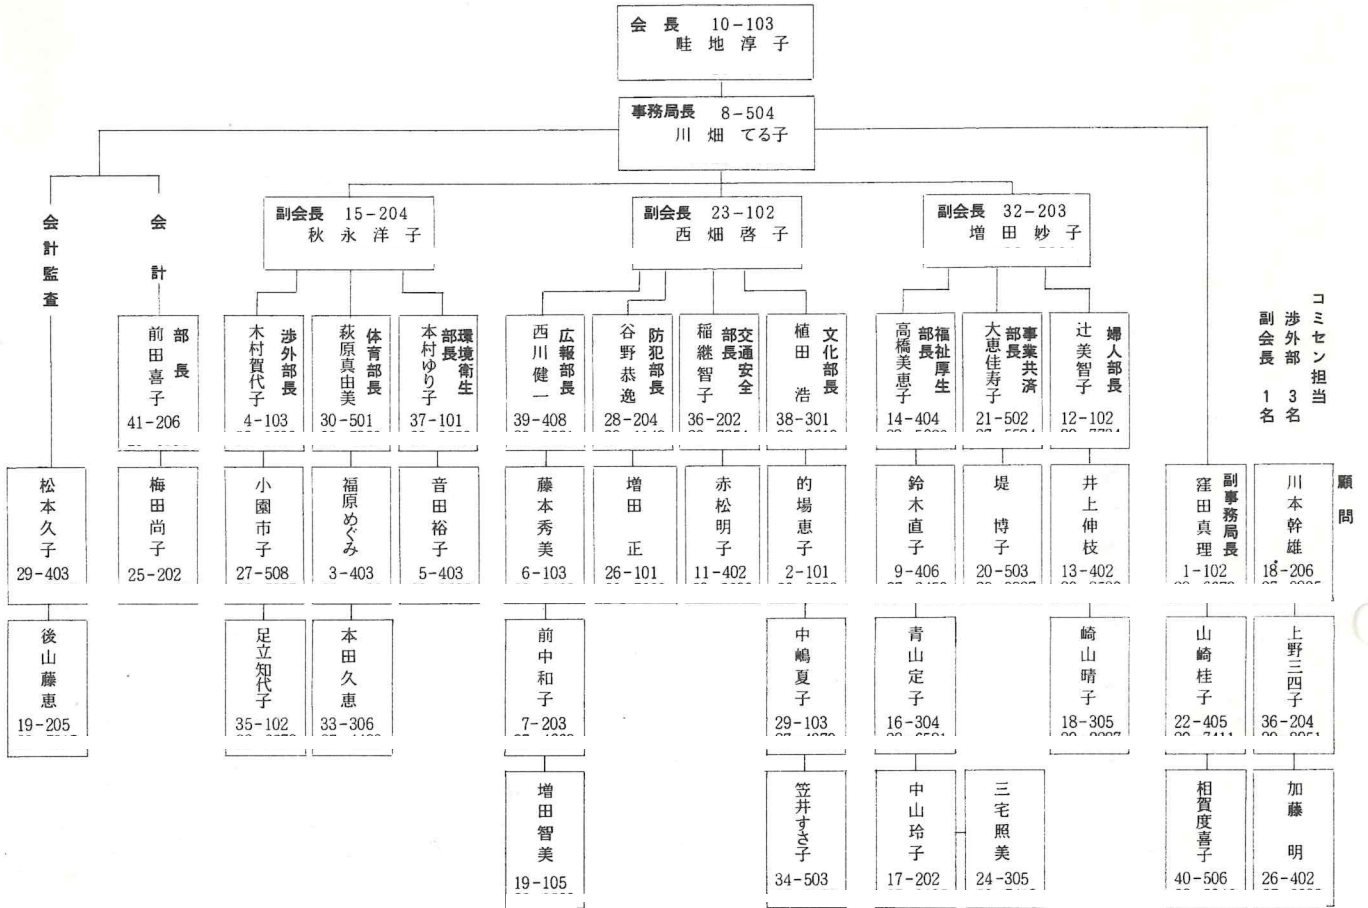 会長 10-103
畦地淳子
事務局長 8-504
川畑てる子
副会長 15-204
秋永洋子
副会長 23-102
西畑啓子
副会長 32-203
増田妙子
会計監査
松本久子
29-403
後山藤恵
19-205
会計
部長
前田喜子
41-206
梅田尚子
25-202
渉外部長
木村賀代子
4-103
小園市子
27-508
足立知代子
35-102
体育部長
萩原真由美
30-501
福原めぐみ
3-403
本田久恵
33-306
環境衛生
部長
本村ゆり子
37-101
音田裕子
5-403
広報部長
西川健一
39-408
藤本秀美
6-103
前中和子
7-203
増田智美
19-105
防犯部長
谷野恭逸
28-204
増田 正
26-101
交通安全
部長
稲継智子
36-202
赤松明子
11-402
文化部長
植田 浩
38-301
的場恵子
2-101
中嶋夏子
29-103
笠井すさ子
34-503
福祉厚生
部長
高橋美恵子
14-404
鈴木直子
9-406
青山定子
16-304
中山玲子
17-202
三宅照美
24-305
事業共済
部長
大恵佳寿子
21-502
堤 博子
20-503
婦人部長
辻美智子
12-102
井上伸枝
13-402
崎山晴子
18-305
副事務局長
窪田真理
1-102
山崎桂子
22-405
相賀度喜子
40-506
コミセン担当
渉外部 3名
副会長 1名
顧問
川本幹雄
18-206
上野三四子
36-204
加藤 明
26-402